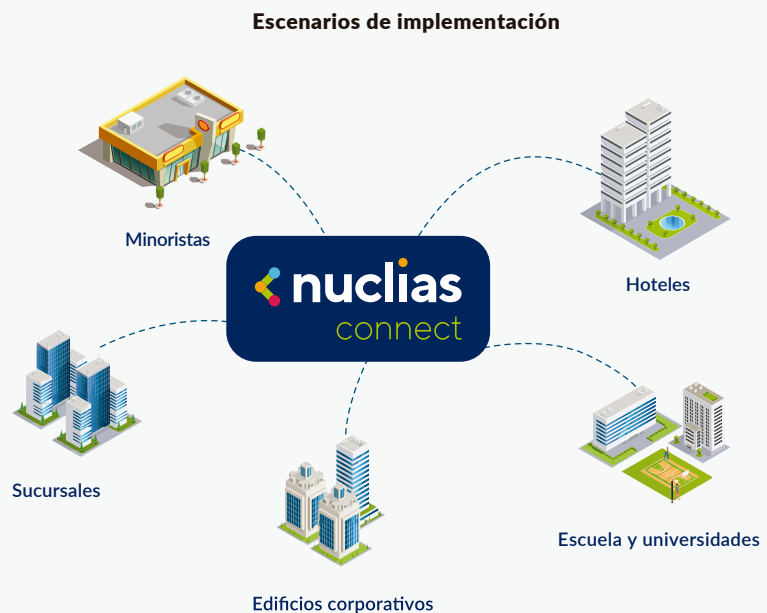 Escenarios de implementación
Minoristas
Hoteles
nuclias
connect
Sucursales
Escuela y universidades
Edificios corporativos